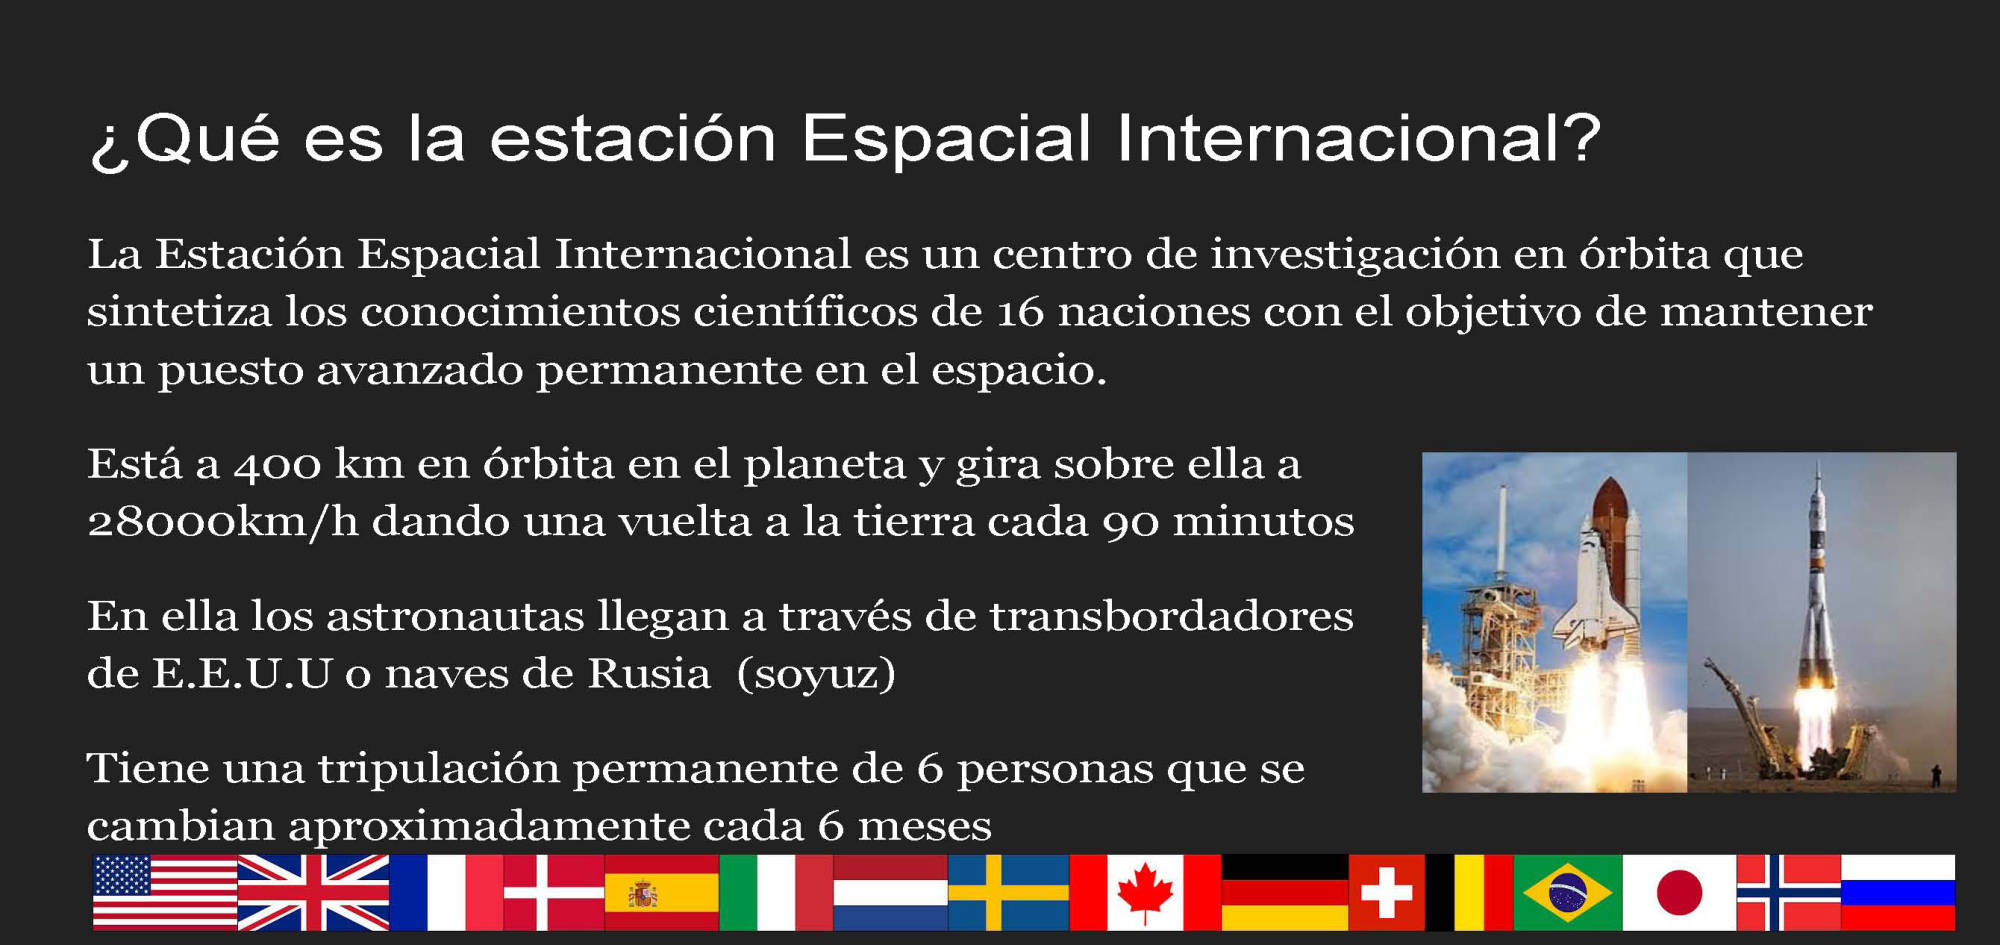 ¿Qué es la estación Espacial Internacional?
La Estación Espacial Internacional es un centro de investigación en órbita que
sintetiza los conocimientos científicos de 16 naciones con el objetivo de mantener
un puesto avanzado permanente en el espacio.
Está a 400 km en órbita en el planeta y gira sobre ella a
28000km/h dando una vuelta a la tierra cada 90 minutos
En ella los astronautas llegan a través de transbordadores
de E.E.U.U o naves de Rusia  (soyuz)
Tiene una tripulación permanente de 6 personas que se
cambian aproximadamente cada 6 meses